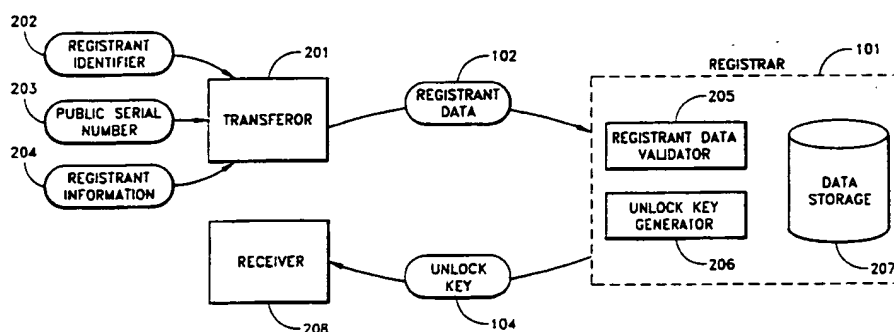 202
REGISTRANT
IDENTIFIER
203
PUBLIC SERIAL
NUMBER
204
REGISTRANT
INFORMATION
201
TRANSFEROR
102
REGISTRANT
DATA
REGISTRAR
101
205
REGISTRANT DATA
VALIDATOR
UNLOCK KEY
GENERATOR
206
DATA
STORAGE
207
RECEIVER
208
UNLOCK
KEY
104